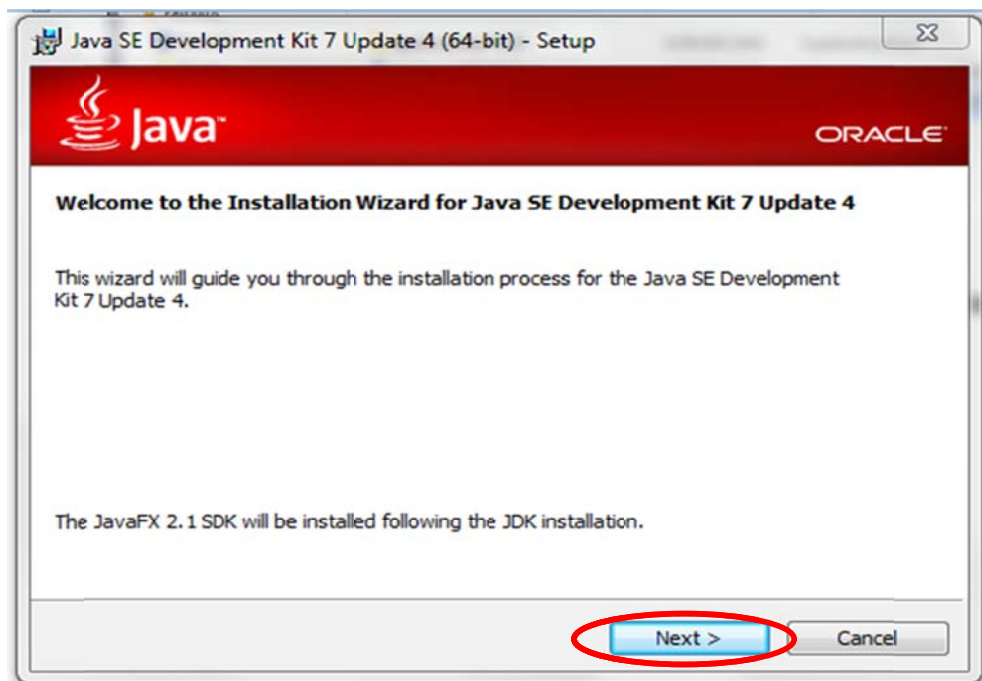 Java SE Development Kit 7 Update 4 (64-bit) - Setup
Java™
ORACLE®
Welcome to the Installation Wizard for Java SE Development Kit 7 Update 4
This wizard will guide you through the installation process for the Java SE Development
Kit 7 Update 4.
The JavaFX 2.1 SDK will be installed following the JDK installation.
Next >
Cancel